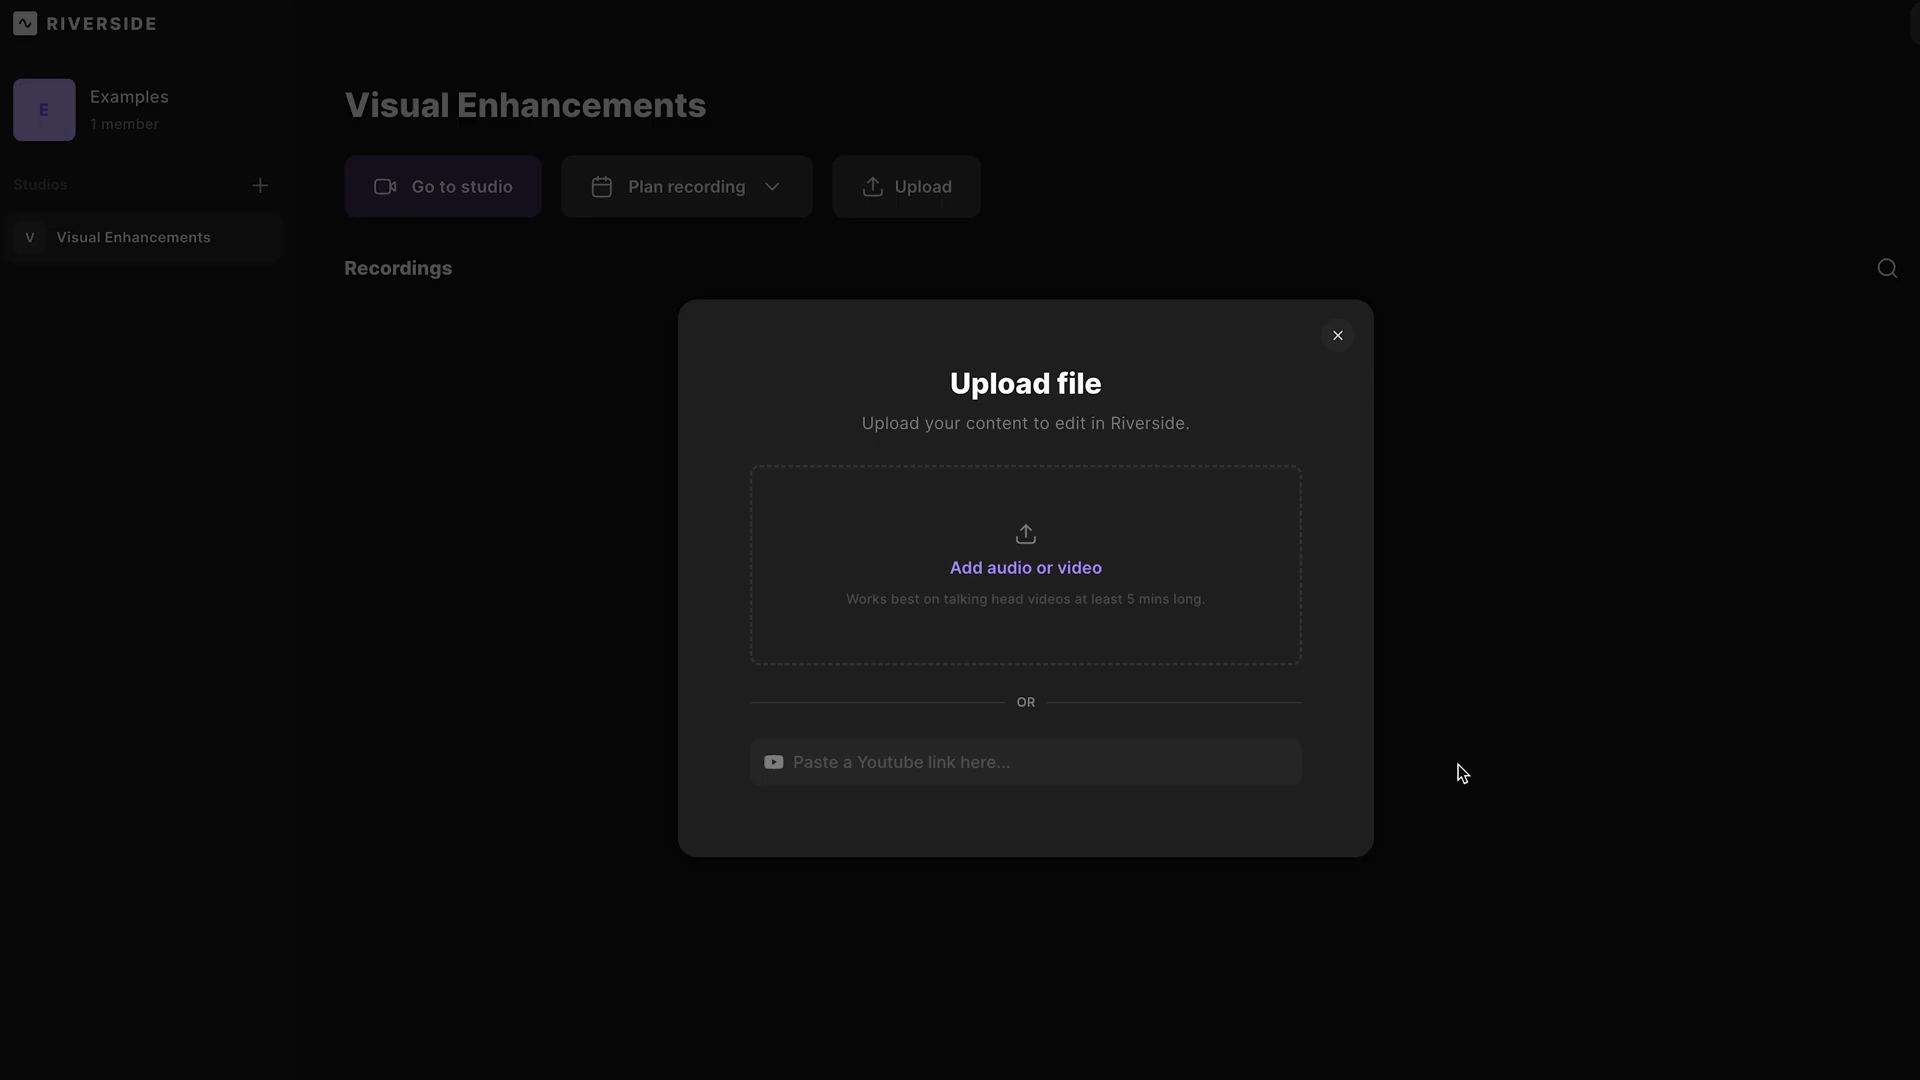 RIVERSIDE
E
Examples
1 member
Studios
V
Visual Enhancements
Visual Enhancements
Go to studio
Plan recording
Upload
Recordings
Upload file
Upload your content to edit in Riverside.
Add audio or video
Works best on talking head videos at least 5 mins long.
OR
Paste a Youtube link here...